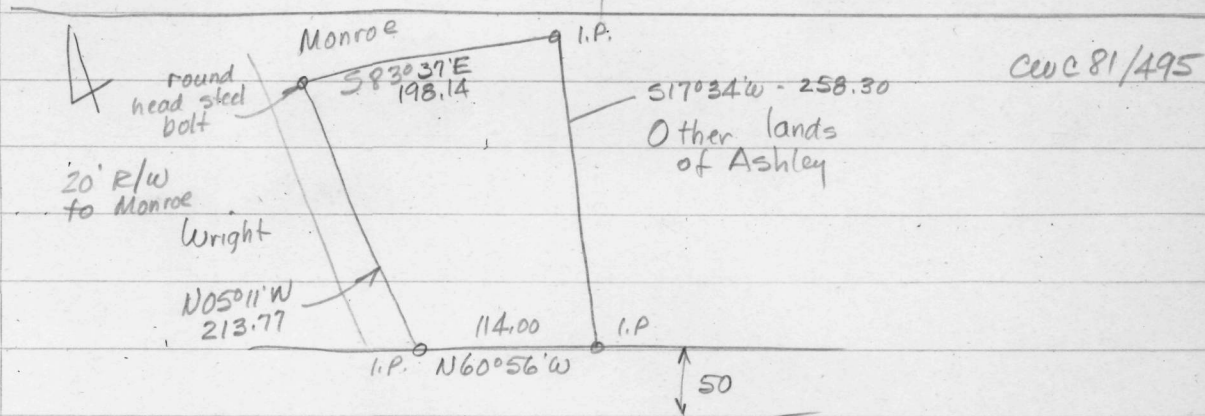 4
Monroe
I.P.
CWC 81/495
round
head steel
bolt
S83°37'E
198.14
S17°34'W - 258.30
Other lands
of Ashley
20' R/W
to Monroe
Wright
N05°11'W
213.77
114.00
I.P
I.P. N60°56'W
50